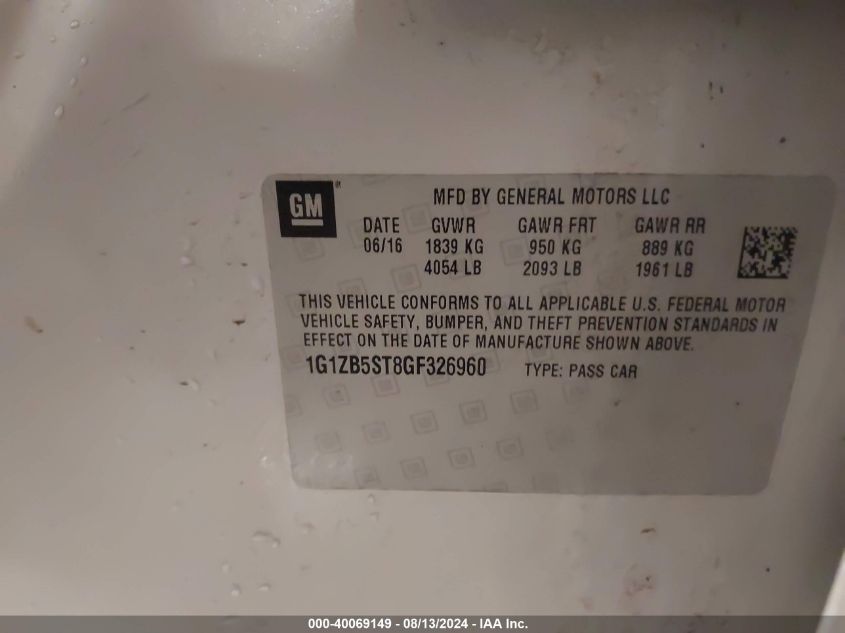 GM
MFD BY GENERAL MOTORS LLC
DATE GVWR GAWR FRT GAWR RR
06/16 1839 KG 950 KG 889 KG
4054 LB 2093 LB 1961 LB
THIS VEHICLE CONFORMS TO ALL APPLICABLE U.S. FEDERAL MOTOR
VEHICLE SAFETY, BUMPER, AND THEFT PREVENTION STANDARDS IN
EFFECT ON THE DATE OF MANUFACTURE SHOWN ABOVE.
1G1ZB5ST8GF326960 TYPE: PASS CAR
000-40069149 - 08/13/2024 - IAA Inc.